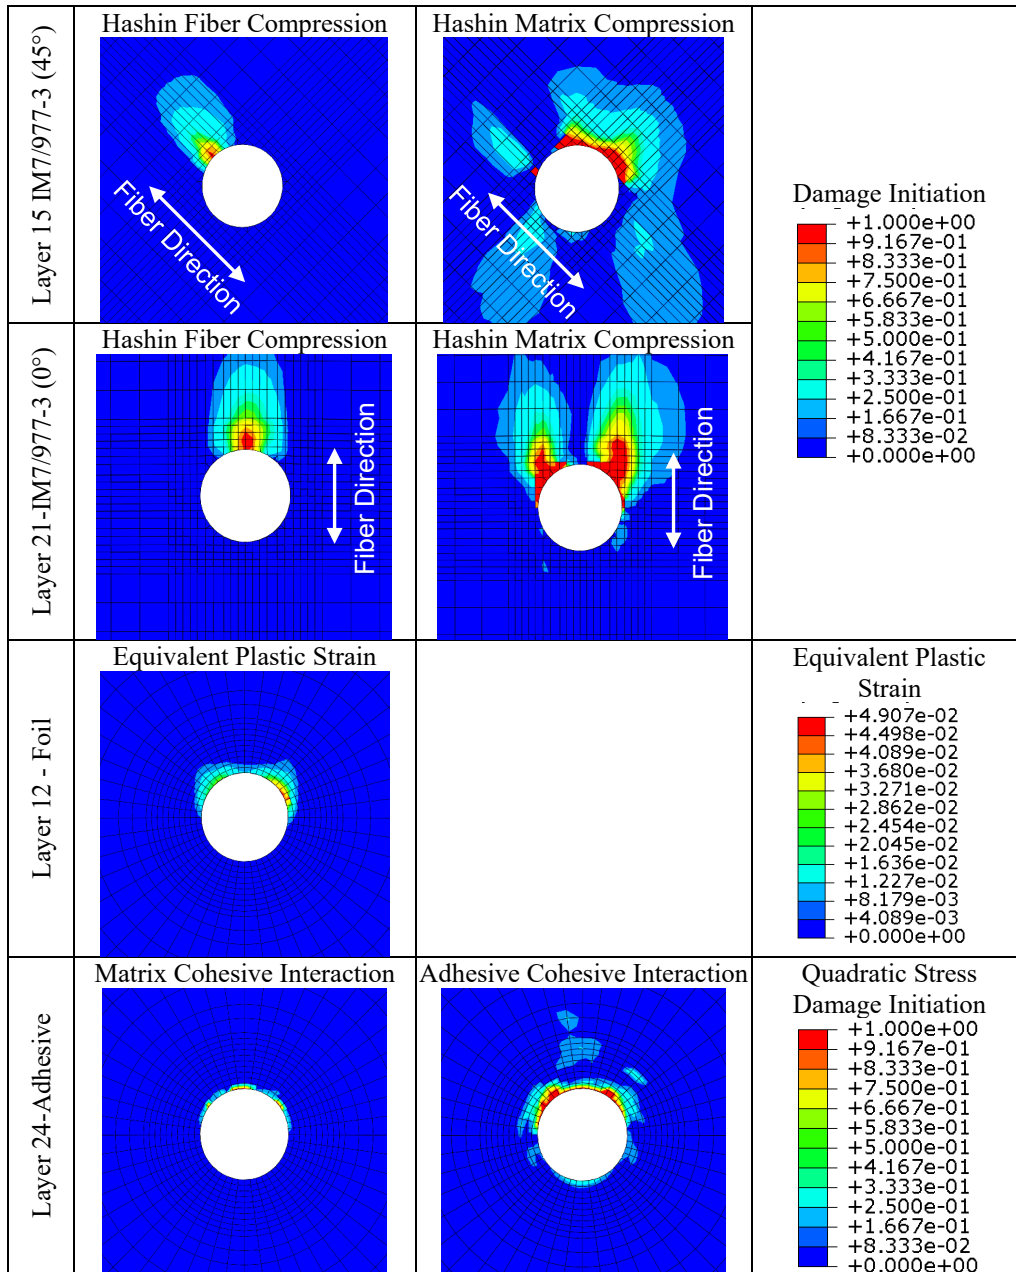 Layer 15 IM7/977-3 (45°)
Hashin Fiber Compression
Fiber Direction
Hashin Matrix Compression
Fiber Direction
Damage Initiation
+1.000e+00
+9.167e-01
+8.333e-01
+7.500e-01
+6.667e-01
+5.833e-01
+5.000e-01
+4.167e-01
+3.333e-01
+2.500e-01
+1.667e-01
+8.333e-02
+0.000e+00
Layer 21-IM7/977-3 (0°)
Hashin Fiber Compression
Fiber Direction
Hashin Matrix Compression
Fiber Direction
Layer 12 - Foil
Equivalent Plastic Strain
Equivalent Plastic
Strain
+4.907e-02
+4.498e-02
+4.089e-02
+3.680e-02
+3.271e-02
+2.862e-02
+2.454e-02
+2.045e-02
+1.636e-02
+1.227e-02
+8.179e-03
+4.089e-03
+0.000e+00
Layer 24-Adhesive
Matrix Cohesive Interaction
Adhesive Cohesive Interaction
Quadratic Stress
Damage Initiation
+1.000e+00
+9.167e-01
+8.333e-01
+7.500e-01
+6.667e-01
+5.833e-01
+5.000e-01
+4.167e-01
+3.333e-01
+2.500e-01
+1.667e-01
+8.333e-02
+0.000e+00